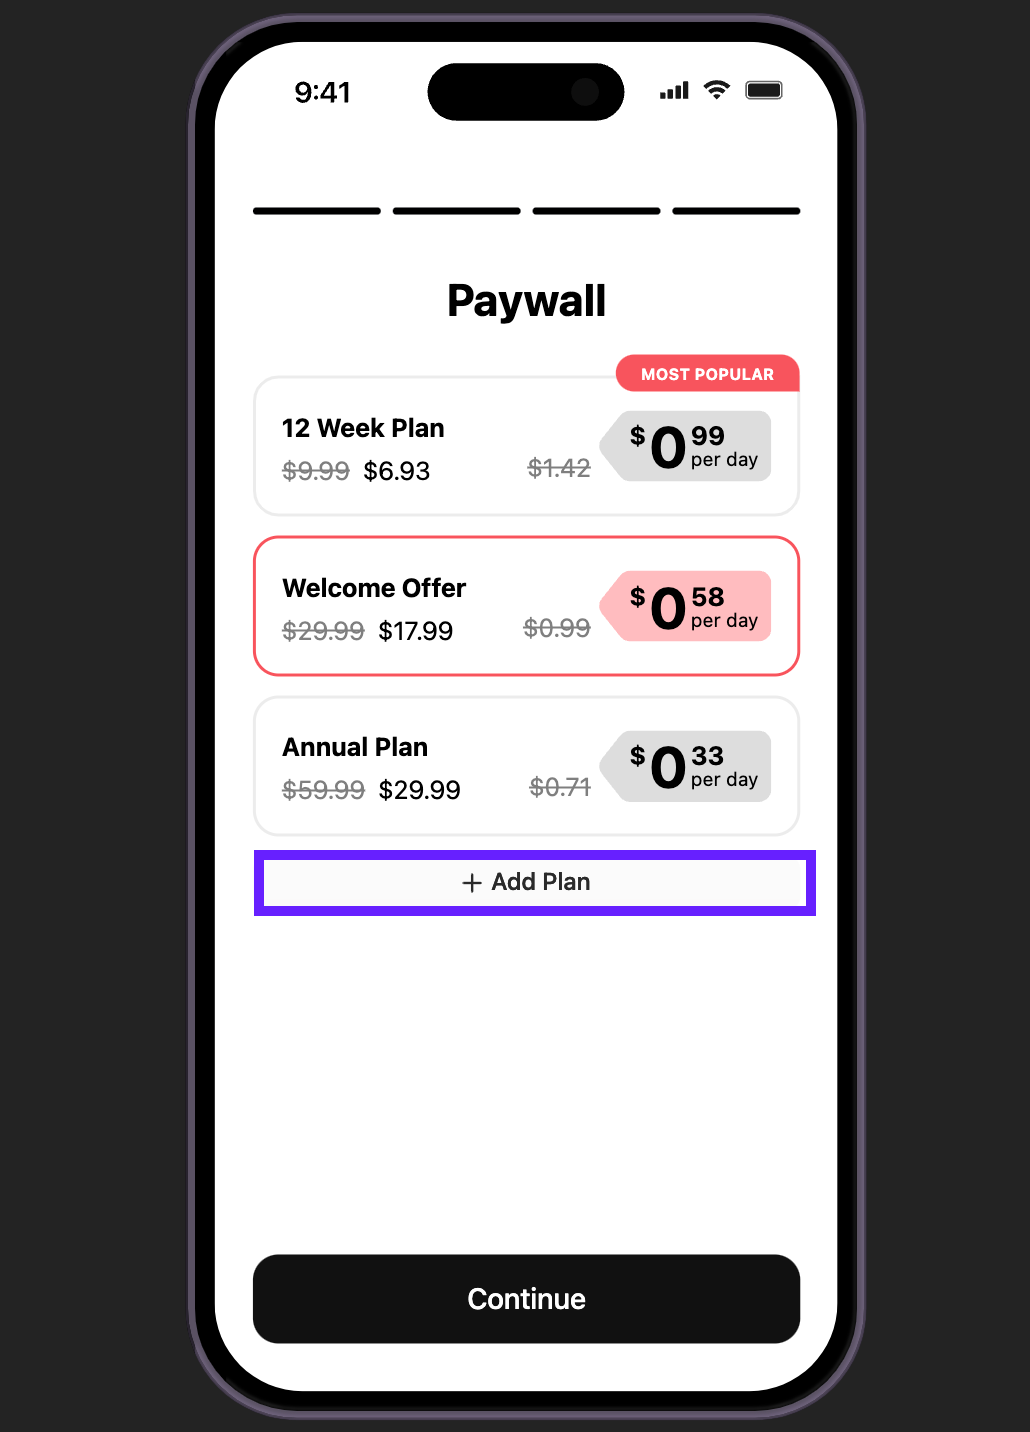 9:41
Paywall
MOST POPULAR
12 Week Plan
$9.99 $6.93
$1.42
$0 99
per day
Welcome Offer
$29.99 $17.99
$0.99
$0 58
per day
Annual Plan
$59.99 $29.99
$0.71
$0 33
per day
+ Add Plan
Continue